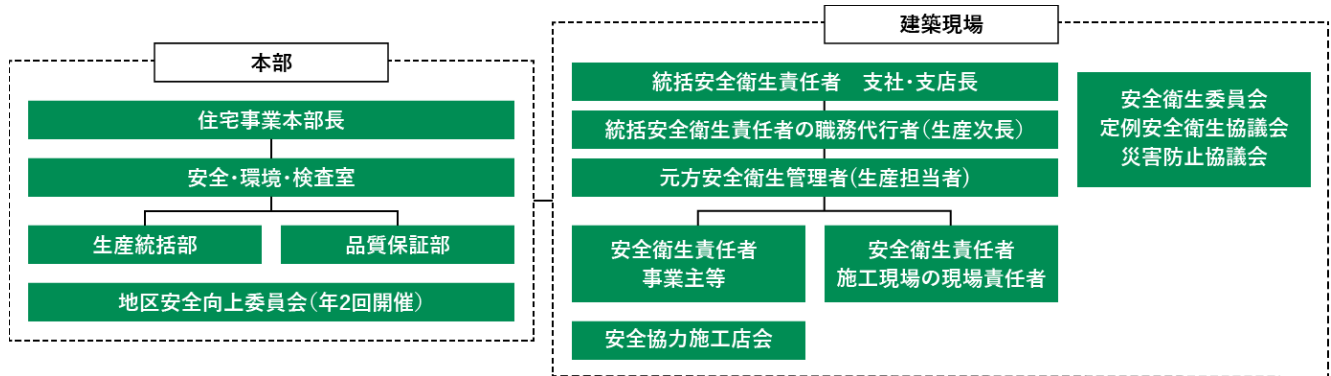 本部
住宅事業本部長
安全・環境・検査室
生産統括部
品質保証部
地区安全向上委員会(年2回開催)
建築現場
統括安全衛生責任者　支社・支店長
統括安全衛生責任者の職務代行者(生産次長)
元方安全衛生管理者(生産担当者)
安全衛生責任者
事業主等
安全衛生責任者
施工現場の現場責任者
安全協力施工店会
安全衛生委員会
定例安全衛生協議会
災害防止協議会